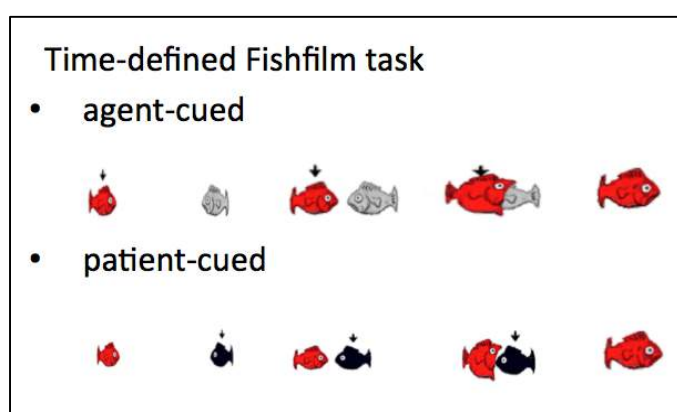 Time-defined Fishfilm task
• agent-cued
• patient-cued